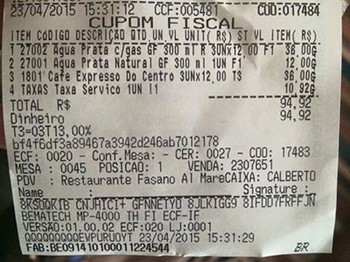 23/04/2015 15:31:12 CCF:005481 COO:017484
CUPOM FISCAL
ITEM CÓDIGO DESCRIÇÃO QTD UN VL UNIT( R$) ST VL ITEM( R$)
1 27002 Agua Prata c/gas GF 300 ml R 3UNx12,00 F1 36,00G
2 27001 Agua Prata Natural GF 300 ml 1UN F1 12,00G
3 1801 Cafe Expresso Do Centro 3UNx12,00 T3 36,00G
4 TAXAS Taxa Servico 1UN I1 10,92G
TOTAL R$ 94,92
Dinheiro 94,92
T3=03T13,00%
bf4f6df3a89467a3942d246ab7012178
ECF: 0020 - Conf.Mesa: - CER: 0027 - COO: 17483
MESA : 0045 POSICAO: 1 VENDA: 2307651
PDV : Restaurante Fasano Al Mare CAIXA: CALBERTO
Name : Signature :
BEMATECH MP-4000 TH FI ECF-IF
VERSÃO:01.00.02 ECF:020 LJ:0001
QQQQQQQQQEWPURUOYT 23/04/2015 15:31:29
FAB:BE091410100011224544 BR